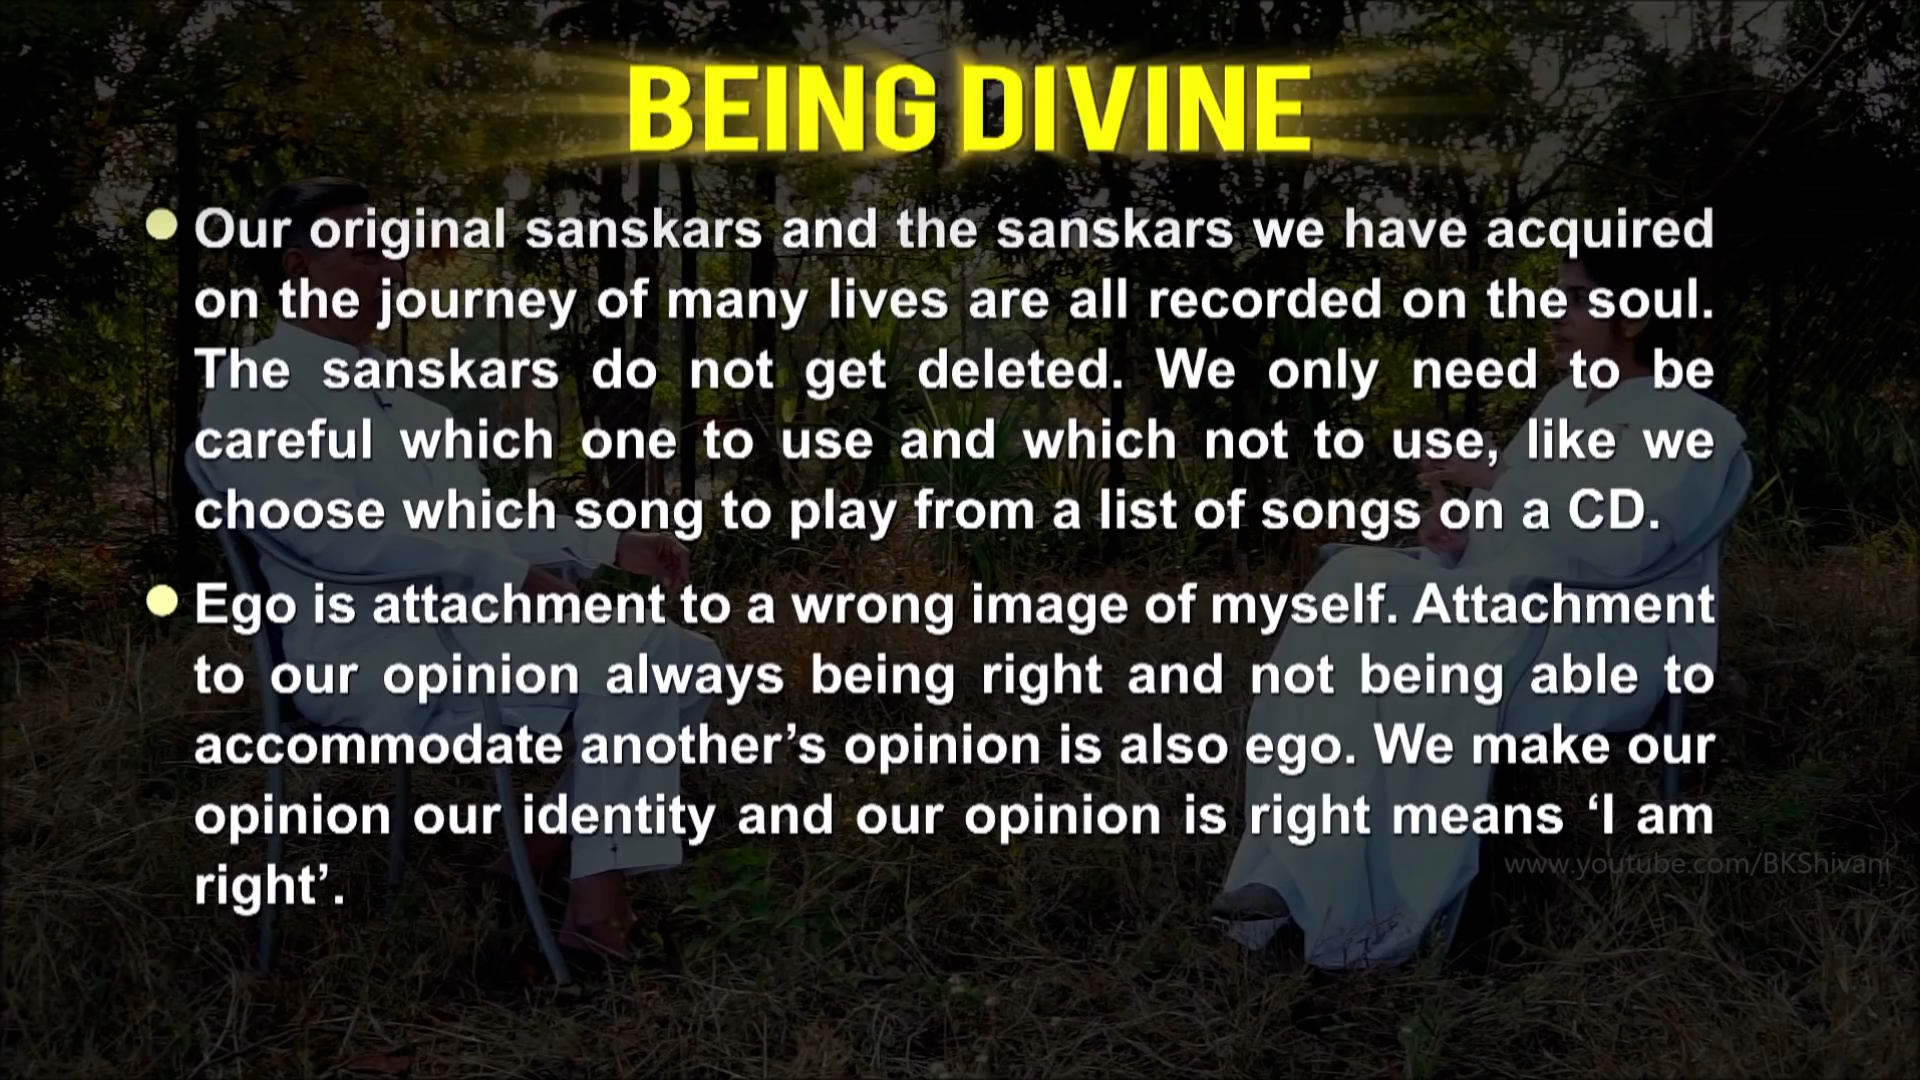 BEING DIVINE
● Our original sanskars and the sanskars we have acquired
on the journey of many lives are all recorded on the soul.
The sanskars do not get deleted. We only need to be
careful which one to use and which not to use, like we
choose which song to play from a list of songs on a CD.
● Ego is attachment to a wrong image of myself. Attachment
to our opinion always being right and not being able to
accommodate another’s opinion is also ego. We make our
opinion our identity and our opinion is right means ‘I am
right’.
www.youtube.com/BKShivani